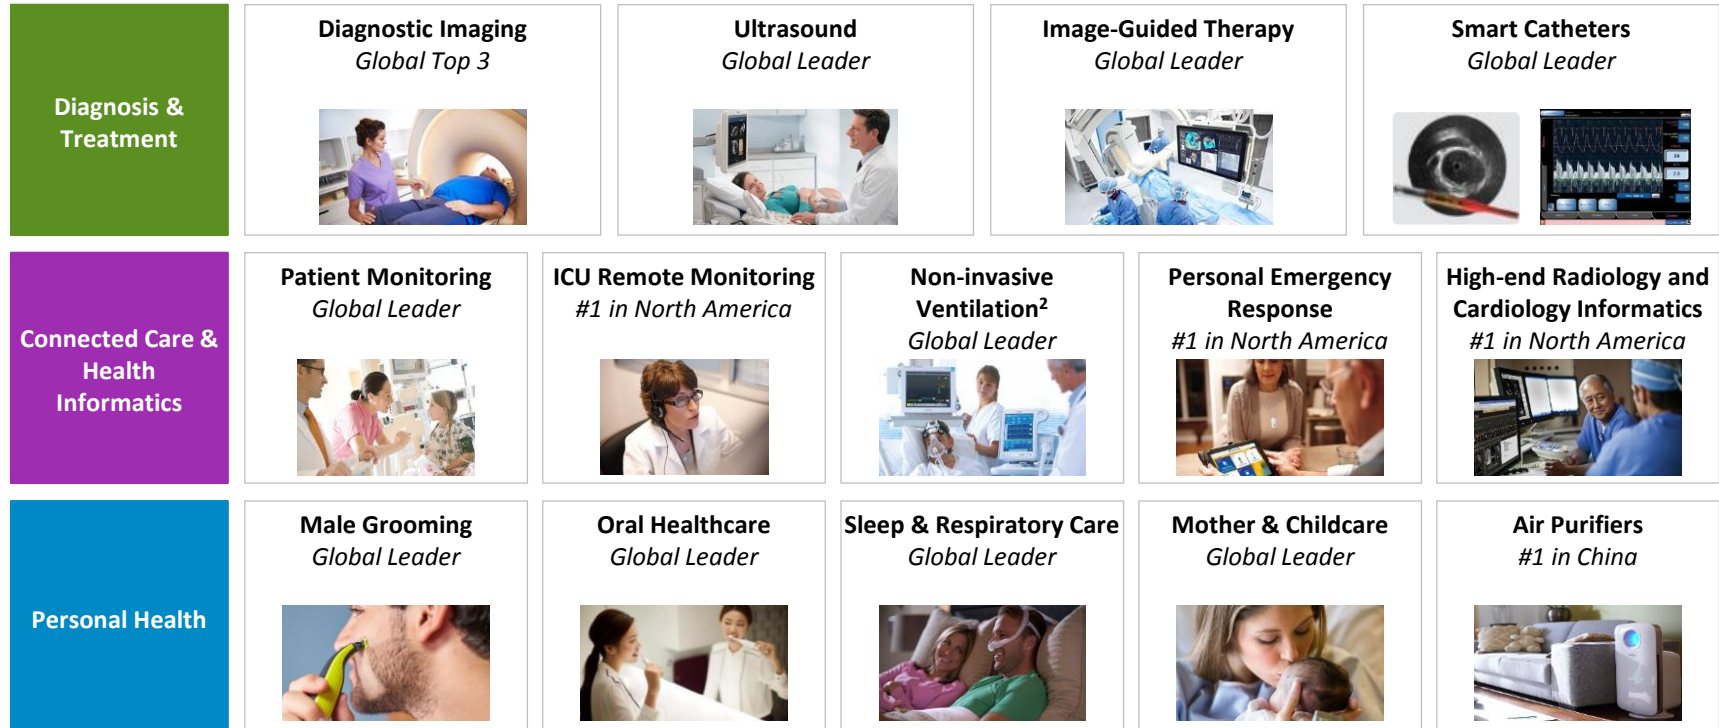 Diagnosis &
Treatment
Diagnostic Imaging
Global Top 3
Ultrasound
Global Leader
Image-Guided Therapy
Global Leader
Smart Catheters
Global Leader
Connected Care &
Health
Informatics
Patient Monitoring
Global Leader
ICU Remote Monitoring
#1 in North America
Non-invasive
Ventilation²
Global Leader
Personal Emergency
Response
#1 in North America
High-end Radiology and
Cardiology Informatics
#1 in North America
Personal Health
Male Grooming
Global Leader
Oral Healthcare
Global Leader
Sleep & Respiratory Care
Global Leader
Mother & Childcare
Global Leader
Air Purifiers
#1 in China